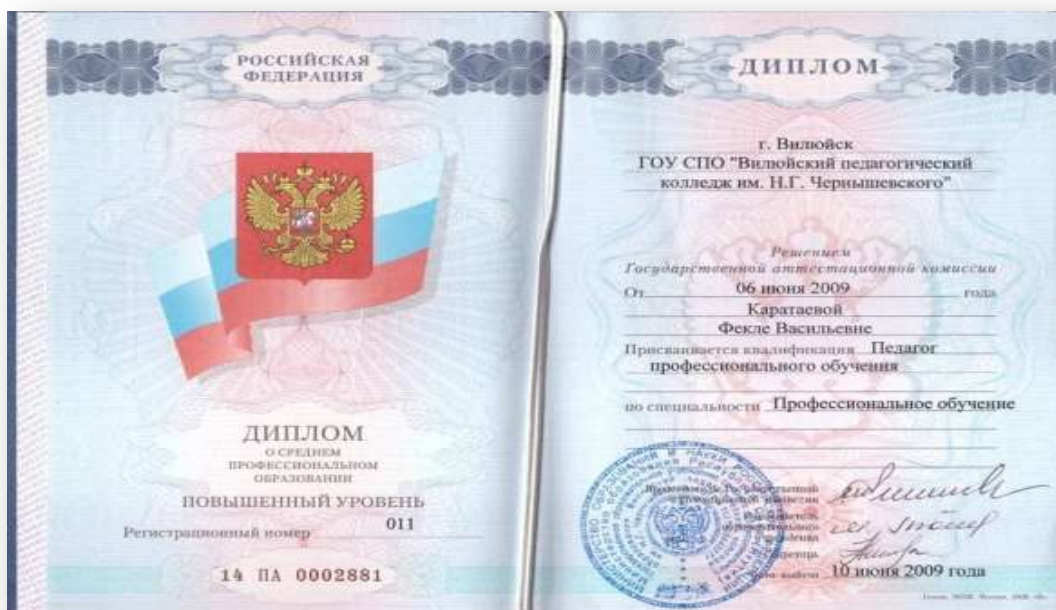 РОССИЙСКАЯ
ФЕДЕРАЦИЯ
ДИПЛОМ
О СРЕДНЕМ
ПРОФЕССИОНАЛЬНОМ
ОБРАЗОВАНИИ
ПОВЫШЕННЫЙ УРОВЕНЬ
Регистрационный номер 011
14 ПА 0002881
ДИПЛОМ
г. Вилюйск
ГОУ СПО "Вилюйский педагогический
колледж им. Н.Г. Чернышевского"
Решением
Государственной аттестационной комиссии
От 06 июня 2009 года
Каратаевой
Фекле Васильевне
Присваивается квалификация Педагог
профессионального обучения
по специальности Профессиональное обучение
Дата выдачи 10 июня 2009 года